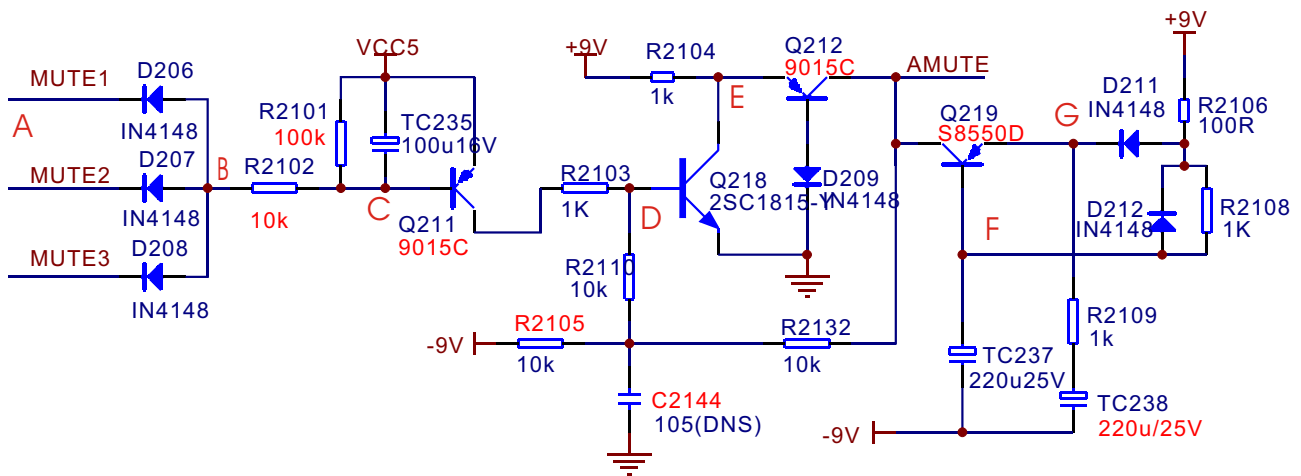 MUTE1
D206
A
IN4148
MUTE2
D207
B
IN4148
MUTE3
D208
IN4148
VCC5
R2101
100k
TC235
100u16V
R2102
10k
C
Q211
9015C
+9V
R2104
1k
E
Q212
9015C
AMUTE
R2103
1K
D
Q218
2SC1815-Y
D209
IN4148
R2110
10k
-9V
R2105
10k
R2132
10k
C2144
105(DNS)
Q219
S8550D
G
D211
IN4148
+9V
R2106
100R
F
D212
IN4148
R2108
1K
R2109
1k
TC237
220u25V
TC238
220u/25V
-9V